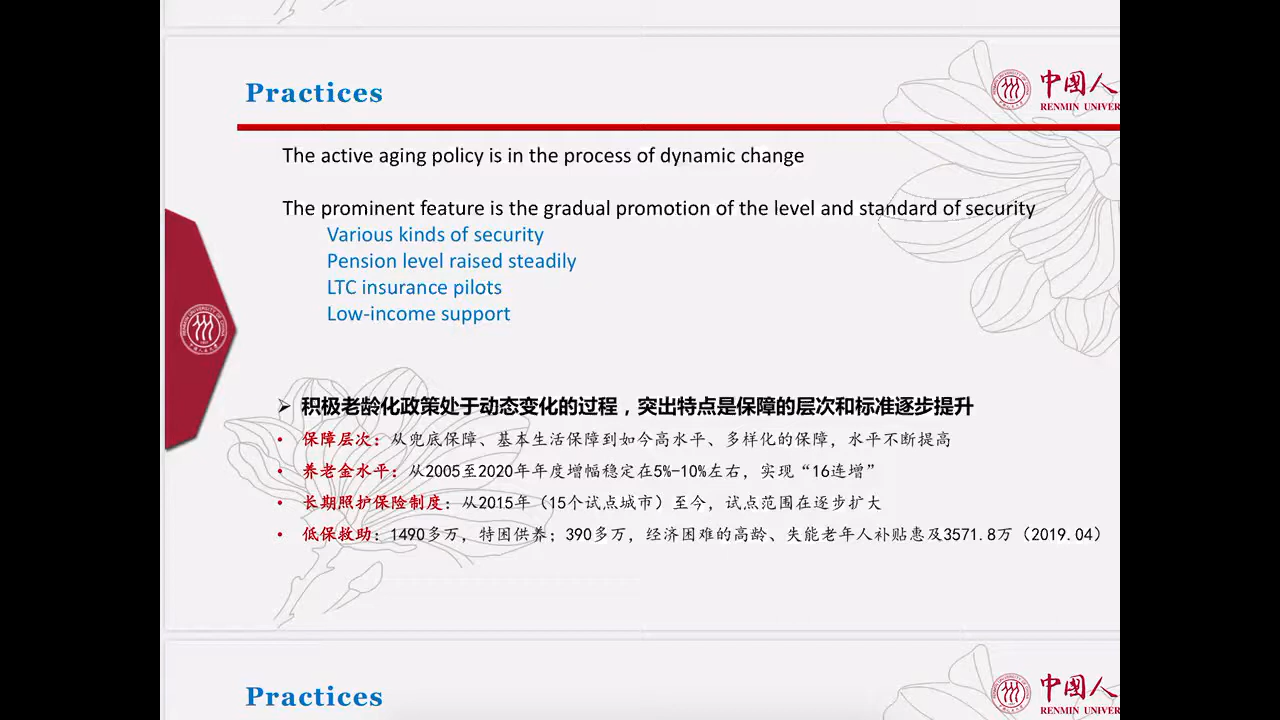 Practices
中国人
RENMIN UNIVER
The active aging policy is in the process of dynamic change
The prominent feature is the gradual promotion of the level and standard of security
Various kinds of security
Pension level raised steadily
LTC insurance pilots
Low-income support
➢ 积极老龄化政策处于动态变化的过程，突出特点是保障的层次和标准逐步提升
• 保障层次：从兜底保障、基本生活保障到如今高水平、多样化的保障，水平不断提高
• 养老金水平：从2005至2020年年度增幅稳定在5%-10%左右，实现“16连增”
• 长期照护保险制度：从2015年（15个试点城市）至今，试点范围在逐步扩大
• 低保救助：1490多万，特困供养；390多万，经济困难的高龄、失能老年人补贴惠及3571.8万（2019.04）
Practices
中国人
RENMIN UNIVER